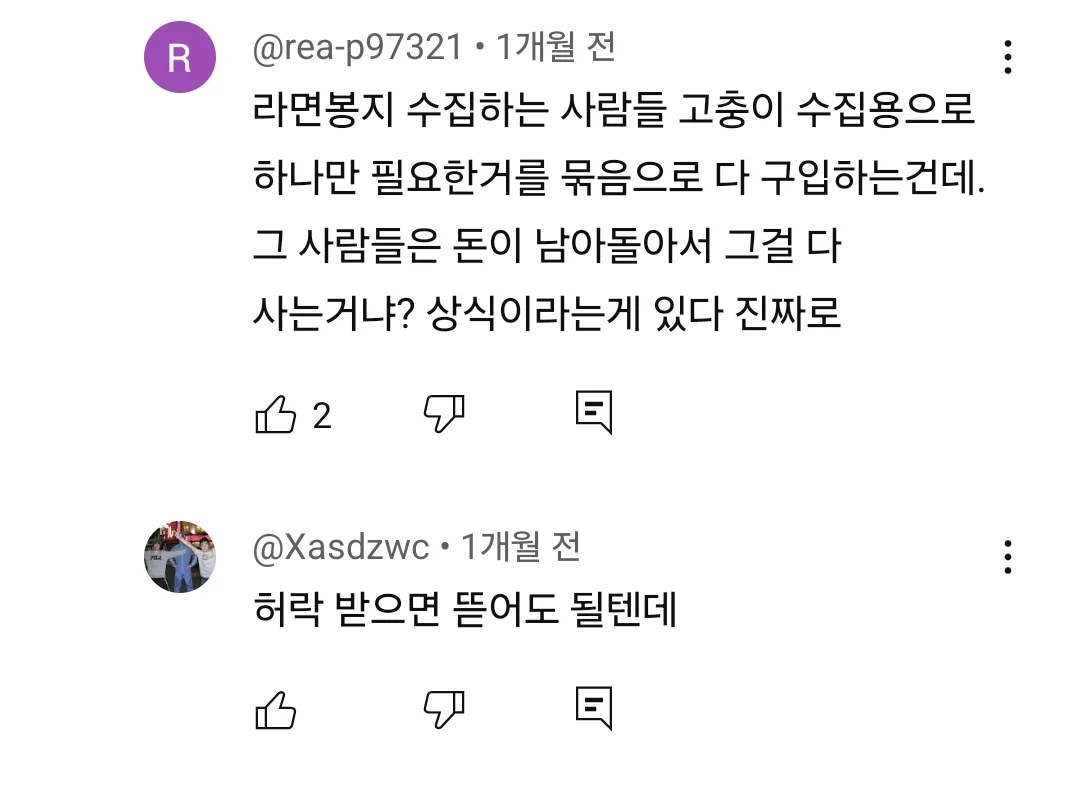 R
@rea-p97321 • 1개월 전
라면봉지 수집하는 사람들 고충이 수집용으로
하나만 필요한거를 묶음으로 다 구입하는건데.
그 사람들은 돈이 남아돌아서 그걸 다
사는거냐? 상식이라는게 있다 진짜로
2
@Xasdzwc • 1개월 전
허락 받으면 뜯어도 될텐데